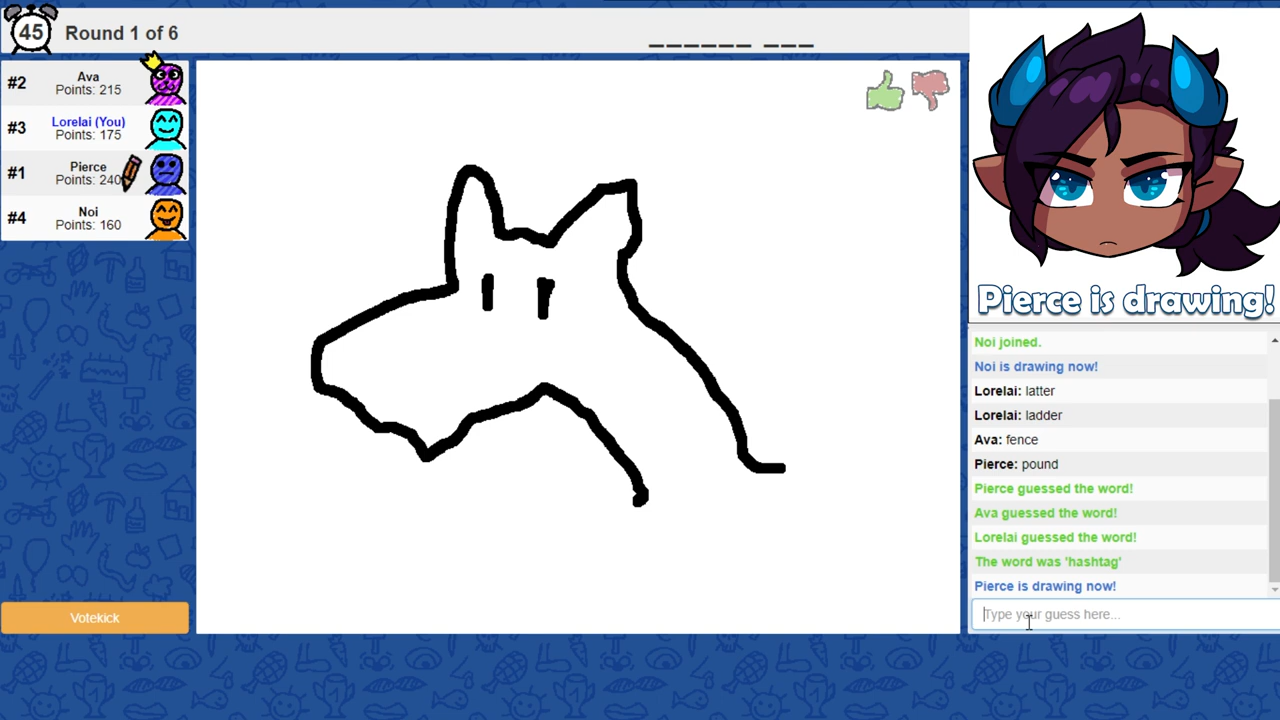 45
Round 1 of 6
______ ___
#2
Ava
Points: 215
#3
Lorelai (You)
Points: 175
#1
Pierce
Points: 240
#4
Noi
Points: 160
Votekick
Pierce is drawing!
Noi joined.
Noi is drawing now!
Lorelai: latter
Lorelai: ladder
Ava: fence
Pierce: pound
Pierce guessed the word!
Ava guessed the word!
Lorelai guessed the word!
The word was 'hashtag'
Pierce is drawing now!
Type your guess here...